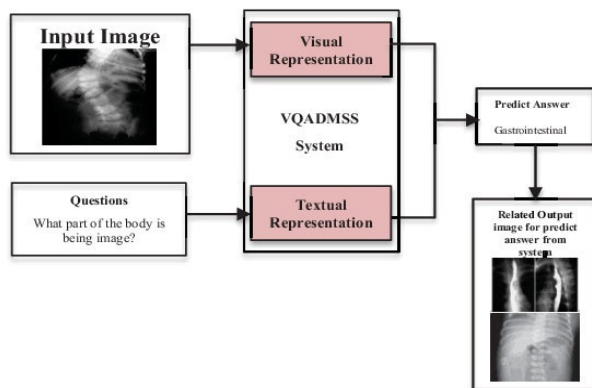 Input Image
Visual
Representation
VQADMSS
System
Textual
Representation
Questions
What part of the body is
being image?
Predict Answer
Gastrointestinal
Related Output
image for predict
answer from
system